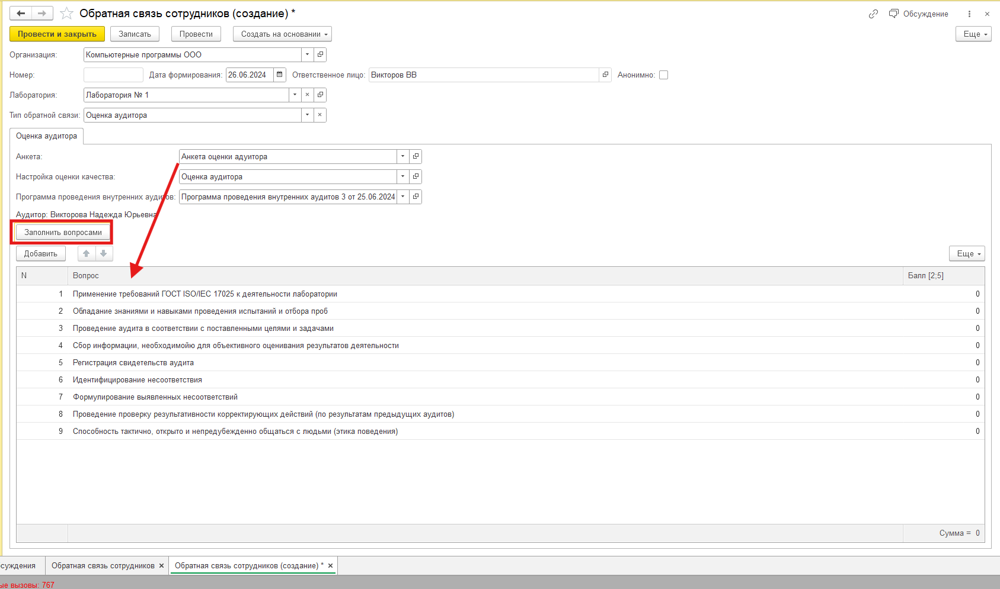 Обратная связь сотрудников (создание) *
Обсуждение
Провести и закрыть Записать Провести Создать на основании Еще
Организация: Компьютерные программы ООО
Номер: Дата формирования: 26.06.2024 Ответственное лицо: Викторов ВВ Анонимно:
Лаборатория: Лаборатория № 1
Тип обратной связи: Оценка аудитора
Оценка аудитора
Анкета: Анкета оценки адуитора
Настройка оценки качества: Оценка аудитора
Программа проведения внутренних аудитов: Программа проведения внутренних аудитов 3 от 25.06.2024
Аудитор: Викторова Надежда Юрьевна
Заполнить вопросами
Добавить Еще
N Вопрос Балл [2;5]
1 Применение требований ГОСТ ISO/IEC 17025 к деятельности лаборатории 0
2 Обладание знаниями и навыками проведения испытаний и отбора проб 0
3 Проведение аудита в соответствии с поставленными целями и задачами 0
4 Сбор информации, необходимойю для объективного оценивания результатов деятельности 0
5 Регистрация свидетельств аудита 0
6 Идентифицирование несоответствия 0
7 Формулирование выявленных несоответствий 0
8 Проведение проверку результативности корректирующих действий (по результатам предыдущих аудитов) 0
9 Способность тактично, открыто и непредубежденно общаться с людьми (этика поведения) 0
Сумма = 0
суждения Обратная связь сотрудников × Обратная связь сотрудников (создание) * ×
ые вызовы: 767